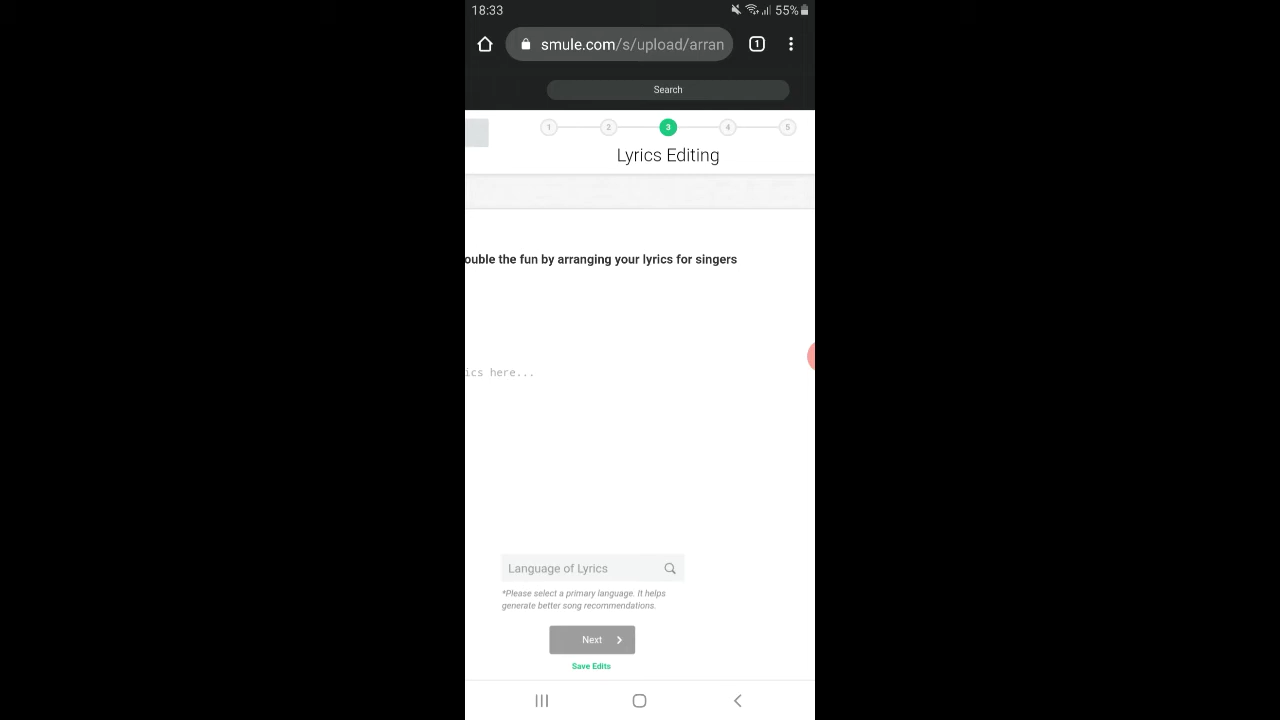 18:33
55%
smule.com/s/upload/arran
1
Search
1
2
3
4
5
Lyrics Editing
ouble the fun by arranging your lyrics for singers
ics here...
Language of Lyrics
*Please select a primary language. It helps
generate better song recommendations.
Next
Save Edits